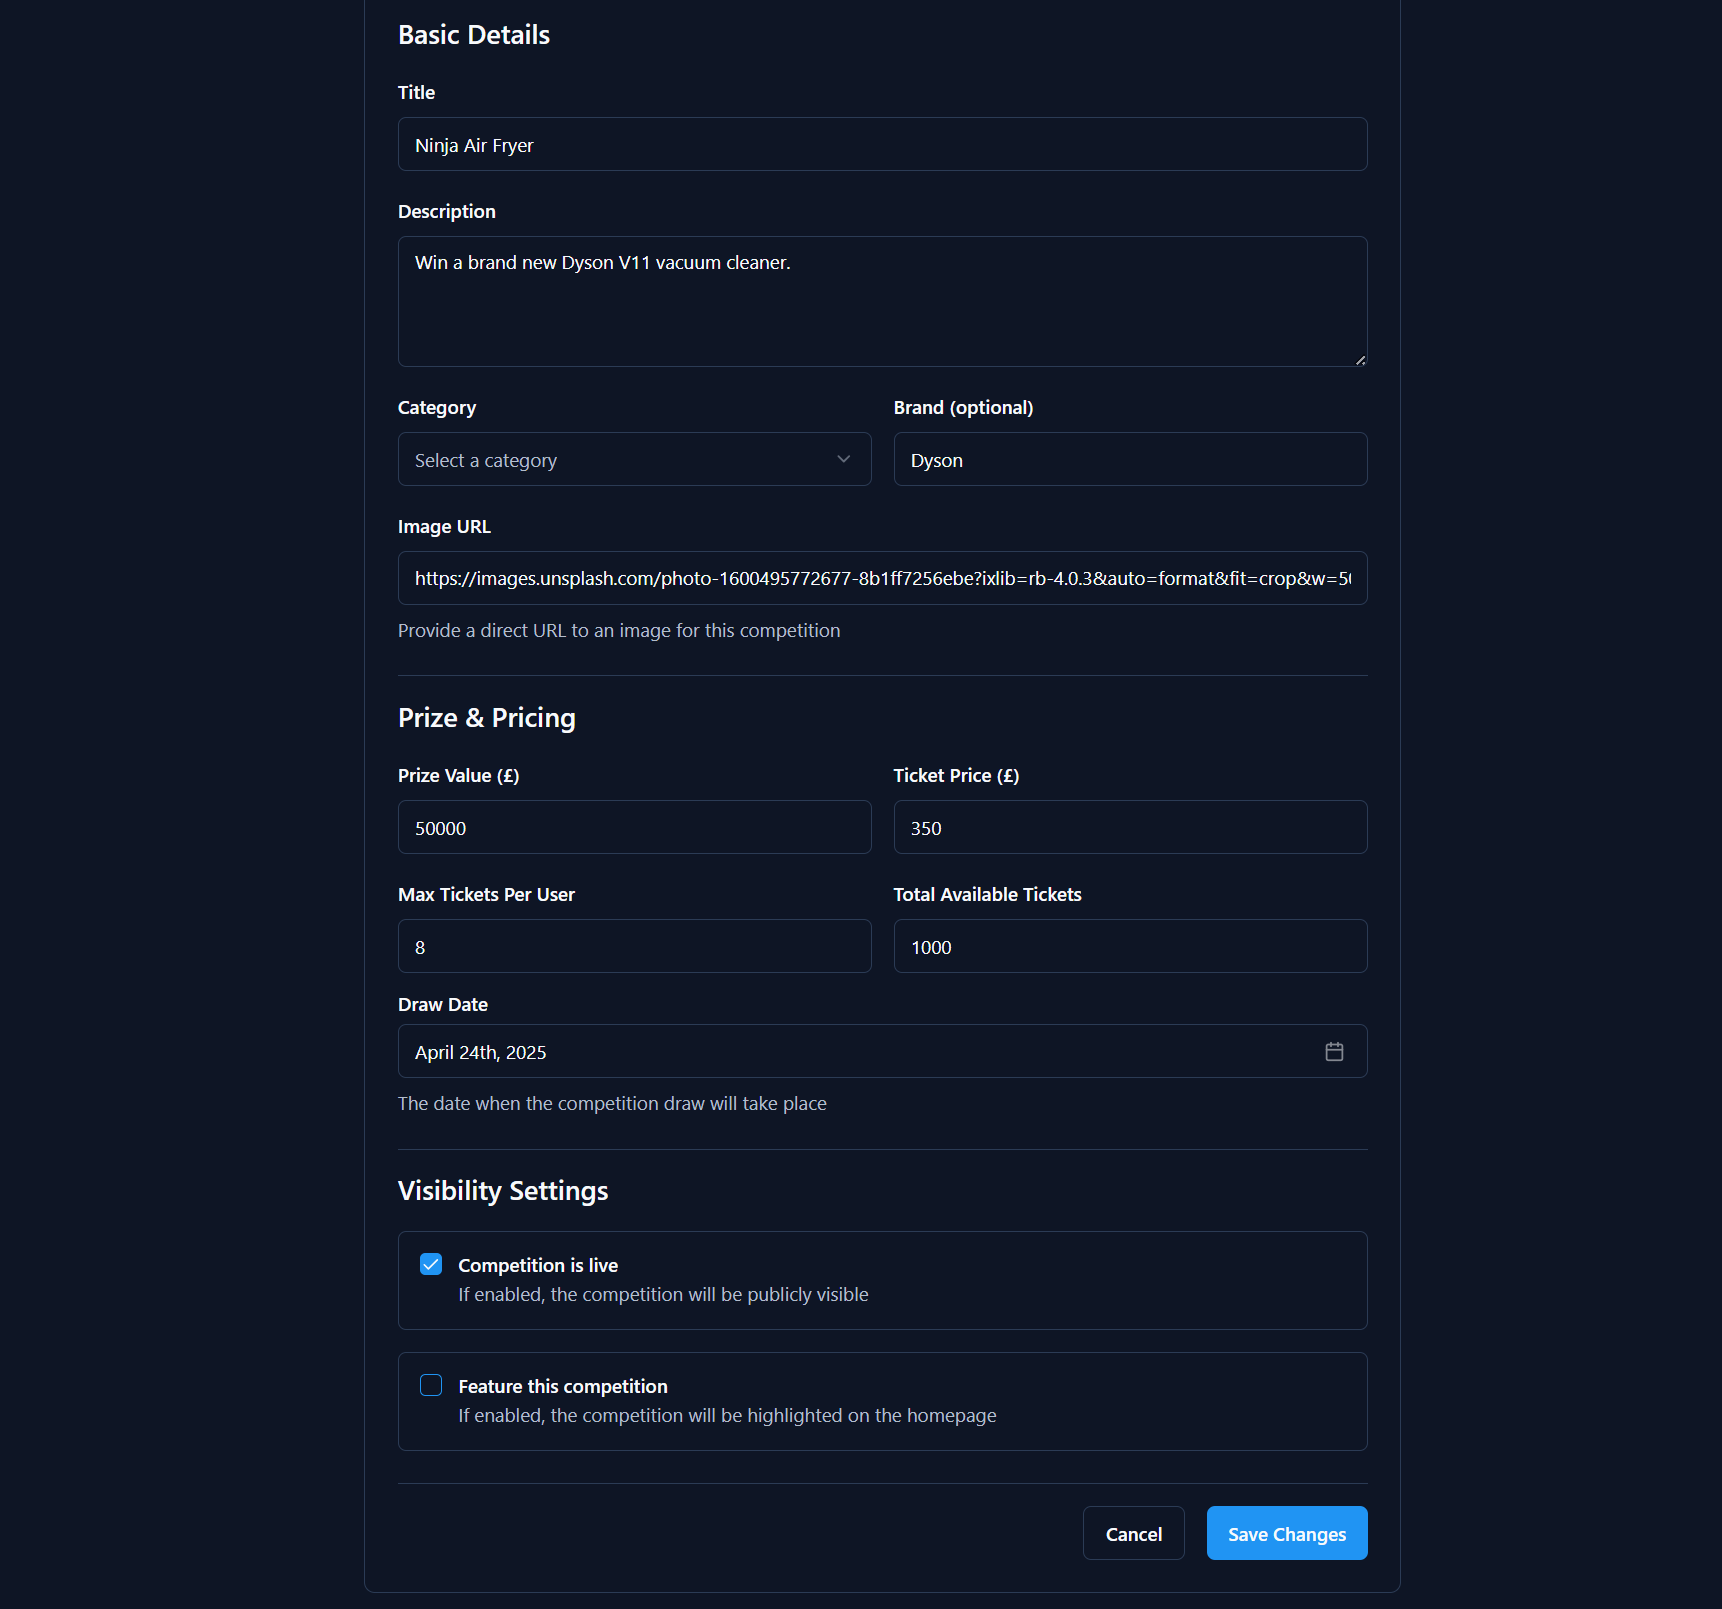 Basic Details
Title
Ninja Air Fryer
Description
Win a brand new Dyson V11 vacuum cleaner.
Category
Brand (optional)
Select a category
Dyson
Image URL
https://images.unsplash.com/photo-1600495772677-8b1ff7256ebe?ixlib=rb-4.0.3&auto=format&fit=crop&w=50
Provide a direct URL to an image for this competition
Prize & Pricing
Prize Value (£)
Ticket Price (£)
50000
350
Max Tickets Per User
Total Available Tickets
8
1000
Draw Date
April 24th, 2025
The date when the competition draw will take place
Visibility Settings
Competition is live
If enabled, the competition will be publicly visible
Feature this competition
If enabled, the competition will be highlighted on the homepage
Cancel
Save Changes